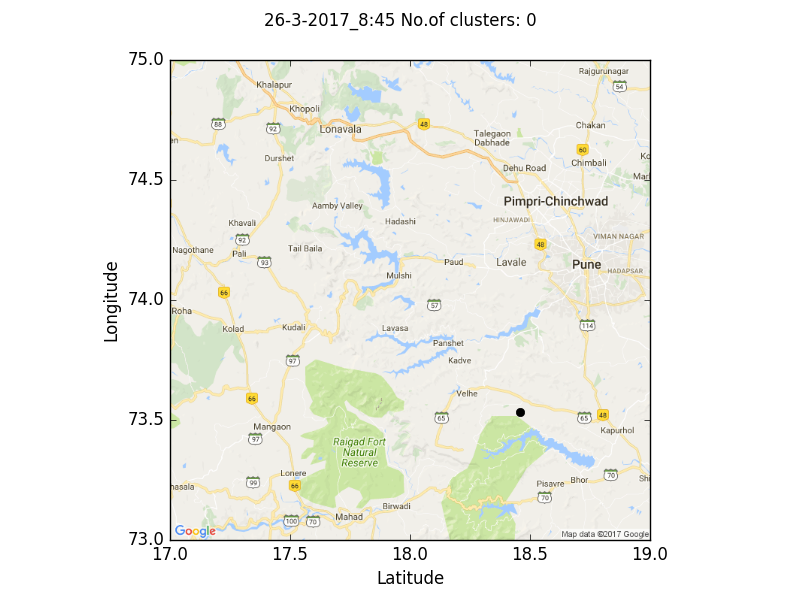 26-3-2017_8:45 No.of clusters: 0
75.0
74.5
74.0
73.5
73.0
17.0
17.5
18.0
18.5
19.0
Longitude
Latitude
Rajgurunagar
54
Khalapur
Khopoli
88
92
Lonavala
48
Talegaon
Dabhade
Chakan
60
Chimbali
en
Durshet
Dehu Road
Ko
Mar
Aamby Valley
Pimpri-Chinchwad
Khavali
Hadashi
HINJAWADI
92
48
VIMAN NAGAR
Nagothane
Pali
Tail Baila
93
Paud
Lavale
Pune
HADAPSAR
Mulshi
66
57
Roha
Kolad
Kudali
Lavasa
114
Panshet
97
Kadve
66
Velhe
65
65
48
Mangaon
97
Kapurhol
Raigad Fort
Natural
Reserve
99
Lonere
66
nasala
Pisavre
Bhor
70
Shi
70
Birwadi
Mahad
100
70
Google
Map data ©2017 Google